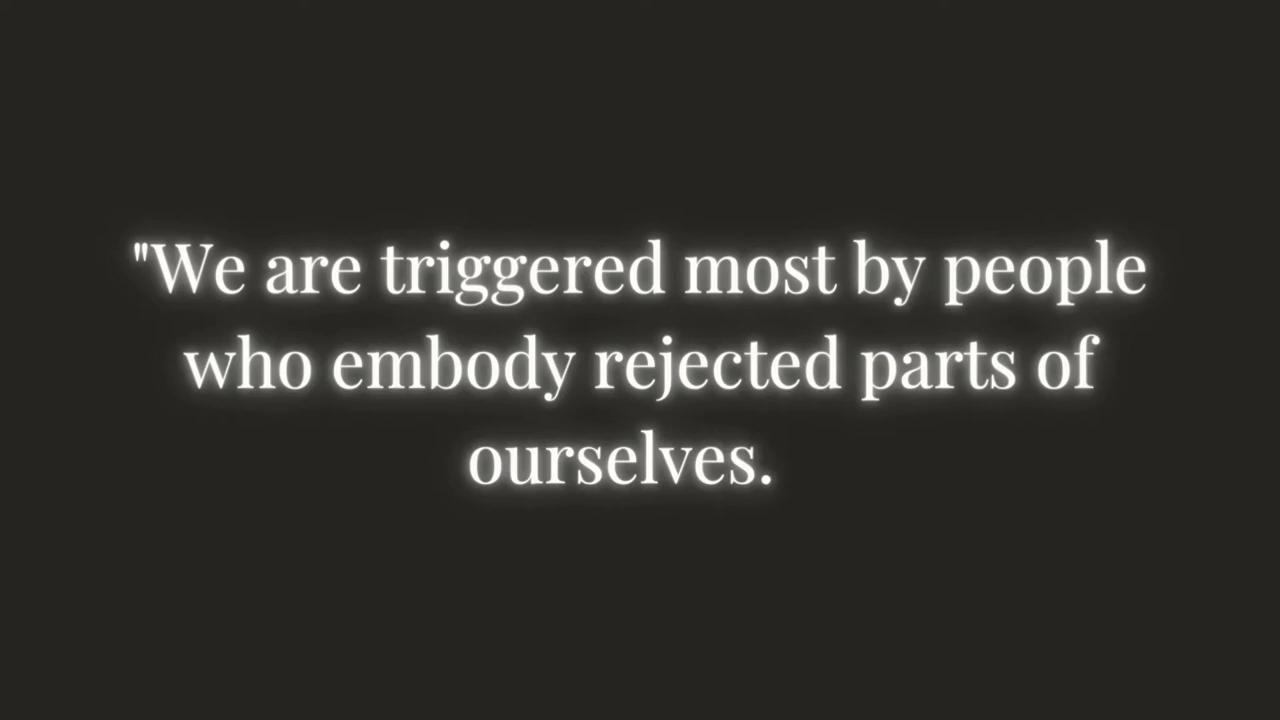 "We are triggered most by people
who embody rejected parts of
ourselves.